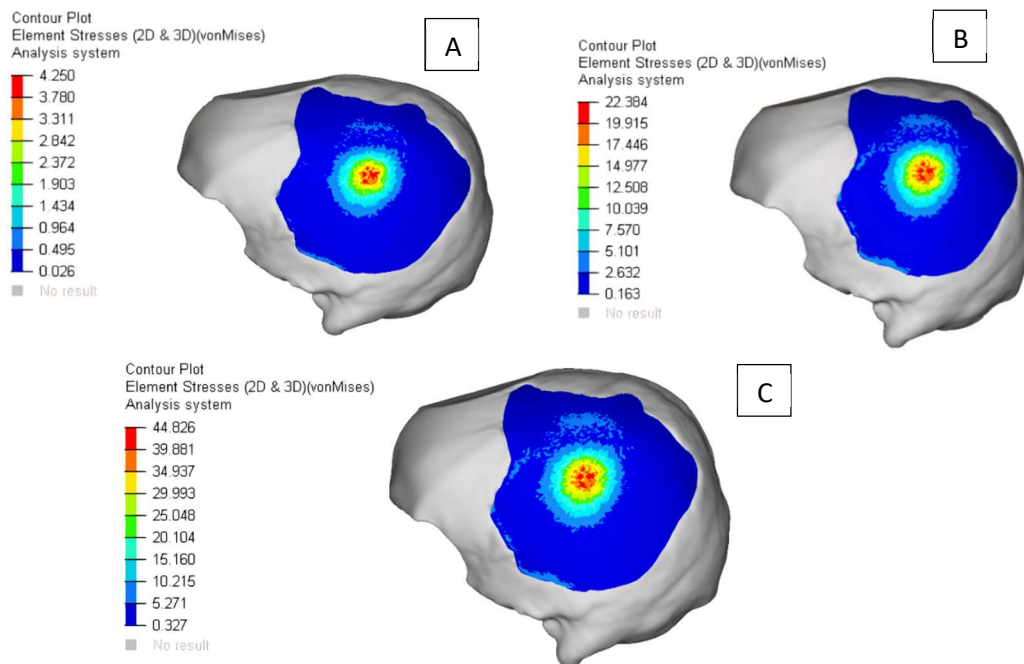 Contour Plot
Element Stresses (2D & 3D)(vonMises)
Analysis system
4.250
3.780
3.311
2.842
2.372
1.903
1.434
0.964
0.495
0.026
No result
A
Contour Plot
Element Stresses (2D & 3D)(vonMises)
Analysis system
22.384
19.915
17.446
14.977
12.508
10.039
7.570
5.101
2.632
0.163
No result
B
Contour Plot
Element Stresses (2D & 3D)(vonMises)
Analysis system
44.826
39.881
34.937
29.993
25.048
20.104
15.160
10.215
5.271
0.327
No result
C